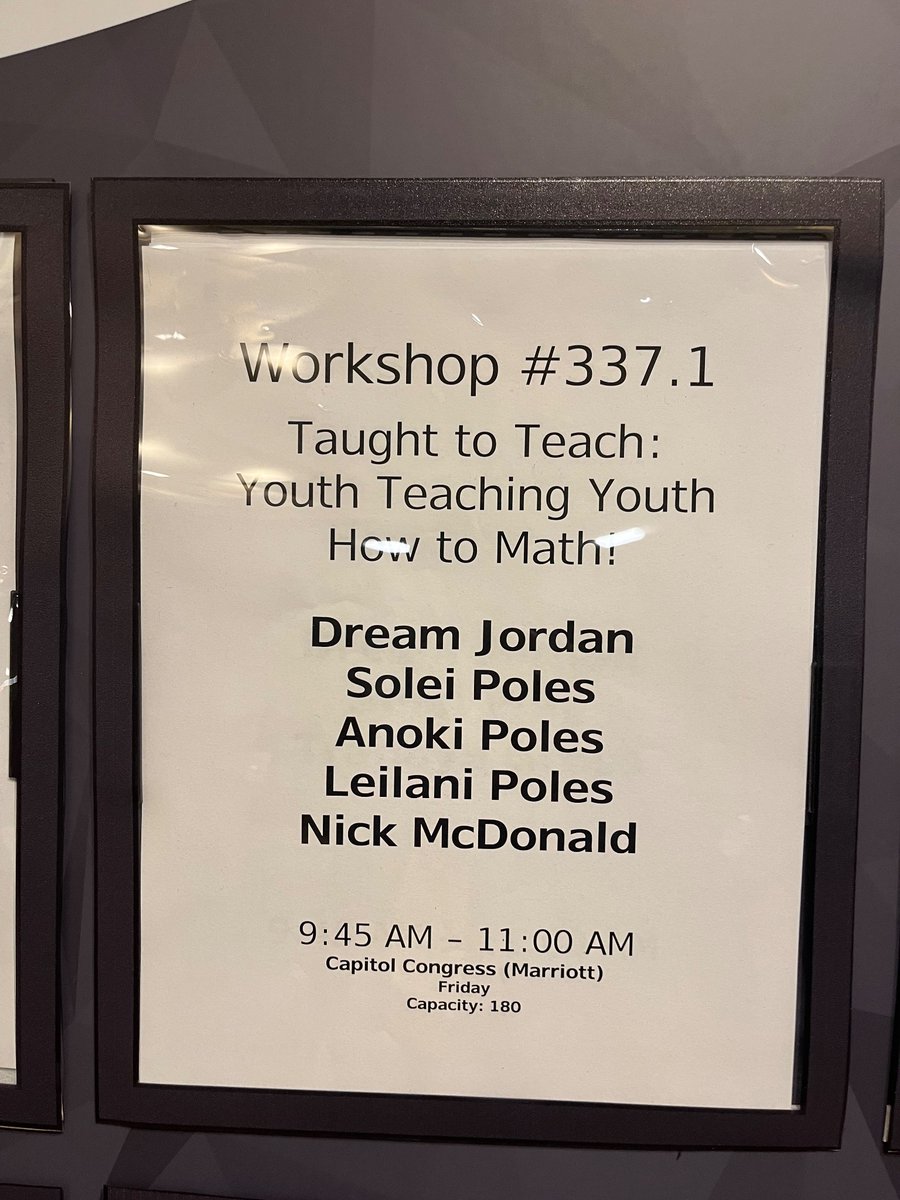 Workshop #337.1
Taught to Teach:
Youth Teaching Youth
How to Math!
Dream Jordan
Solei Poles
Anoki Poles
Leilani Poles
Nick McDonald
9:45 AM – 11:00 AM
Capitol Congress (Marriott)
Friday
Capacity: 180